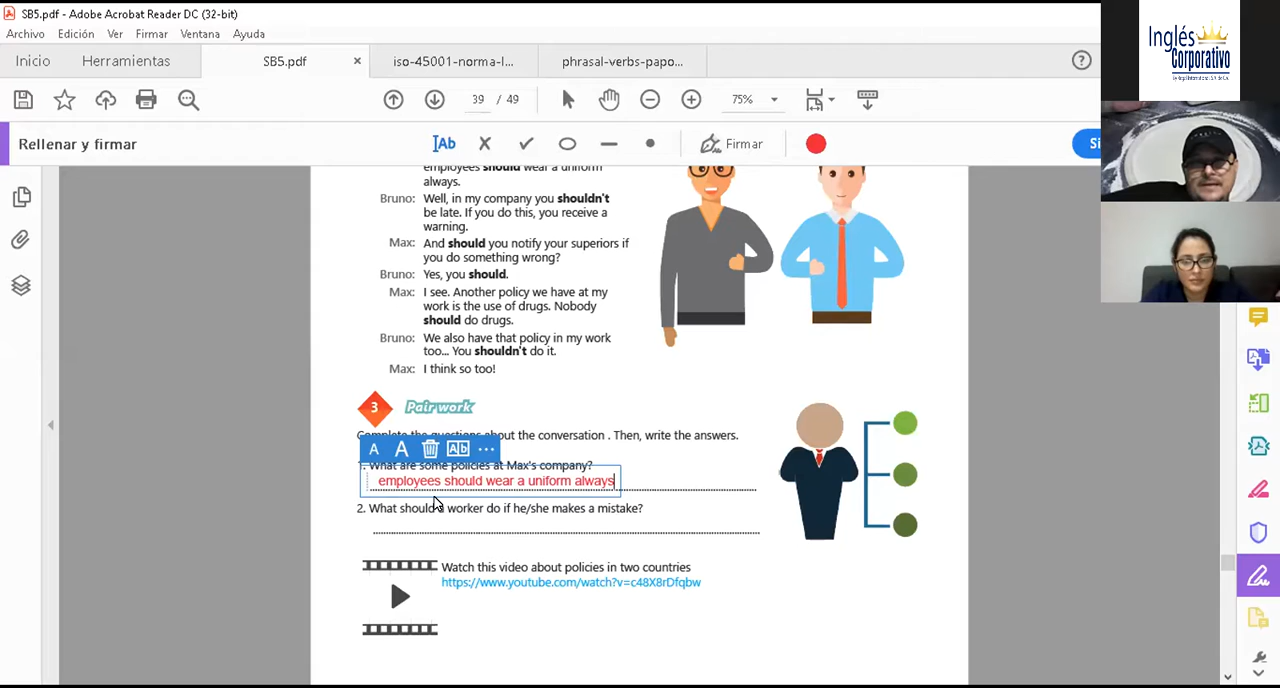 SB5.pdf - Adobe Acrobat Reader DC (32-bit)
Archivo Edición Ver Firmar Ventana Ayuda
Inicio Herramientas SB5.pdf × iso-45001-norma-I... phrasal-verbs-papo...
39 / 49 75%
Rellenar y firmar Ab Firmar Si
Inglés
Corporativo
employees should wear a uniform
always.
Bruno: Well, in my company you shouldn't
be late. If you do this, you receive a
warning.
Max: And should you notify your superiors if
you do something wrong?
Bruno: Yes, you should.
Max: I see. Another policy we have at my
work is the use of drugs. Nobody
should do drugs.
Bruno: We also have that policy in my work
too... You shouldn't do it.
Max: I think so too!
3 Pair work
Complete the questions about the conversation . Then, write the answers.
A A Ab ...
1. What are some policies at Max's company?
employees should wear a uniform always
2. What should a worker do if he/she makes a mistake?
Watch this video about policies in two countries
https://www.youtube.com/watch?v=c48X8rDfqbw